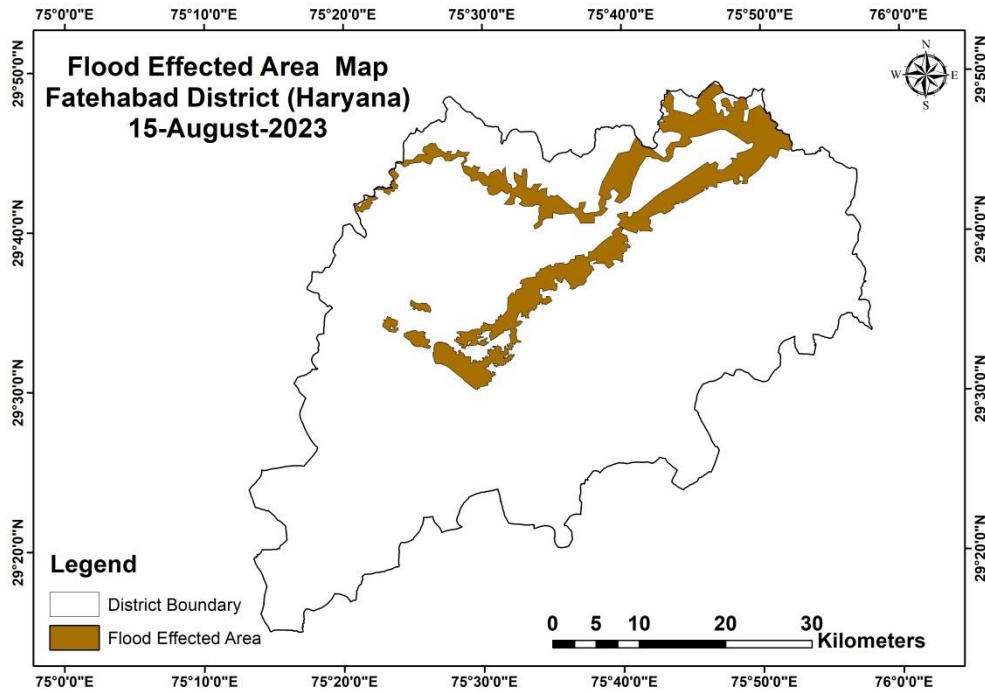 75°0'0"N 75°10'0"N 75°20'0"N 75°30'0"N 75°40'0"N 75°50'0"N 76°0'0"N
Flood Effected Area Map
Fatehabad District (Haryana)
15-August-2023
N
W E
S
29°50'0"N 29°50'0"N
29°40'0"N 29°40'0"N
29°30'0"N 29°30'0"N
29°20'0"N 29°20'0"N
Legend
District Boundary
Flood Effected Area
0 5 10 20 30
Kilometers
75°0'0"N 75°10'0"N 75°20'0"N 75°30'0"N 75°40'0"N 75°50'0"N 76°0'0"N